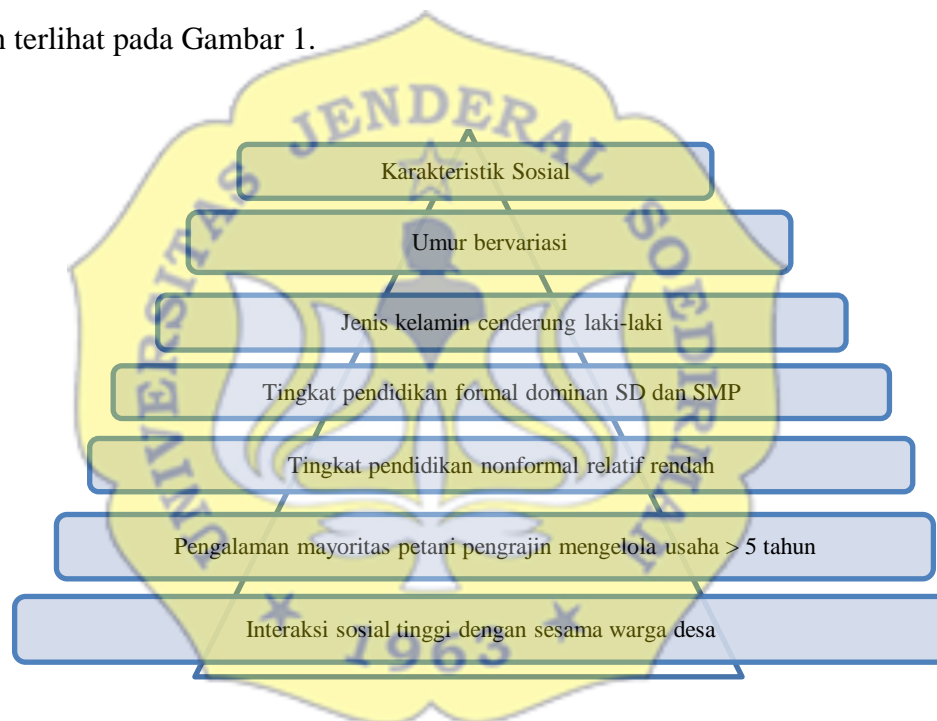 n terlihat pada Gambar 1.
UNIVERSITAS JENDERAL SOEDIRMAN
Karakteristik Sosial
Umur bervariasi
Jenis kelamin cenderung laki-laki
Tingkat pendidikan formal dominan SD dan SMP
Tingkat pendidikan nonformal relatif rendah
Pengalaman mayoritas petani pengrajin mengelola usaha > 5 tahun
Interaksi sosial tinggi dengan sesama warga desa
1963